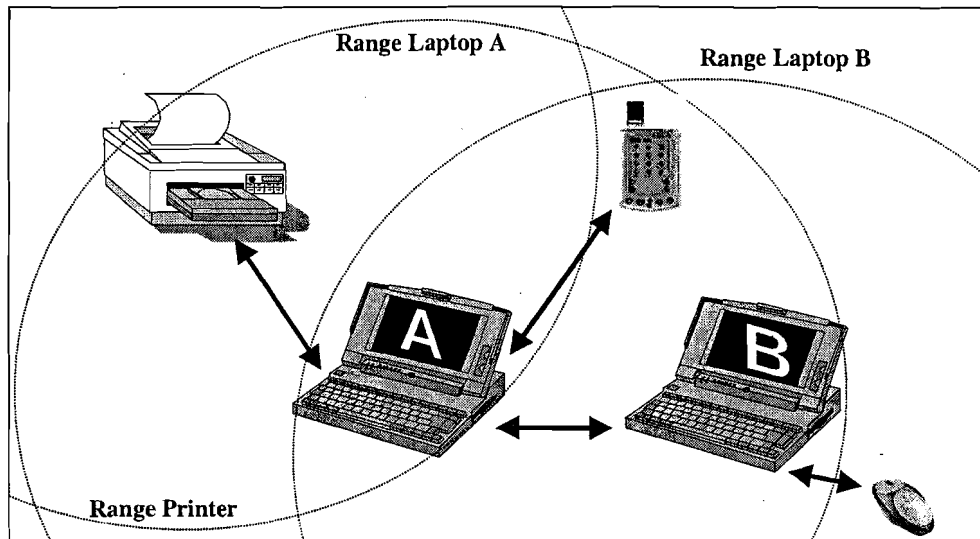 Range Laptop A
Range Laptop B
A
B
Range Printer